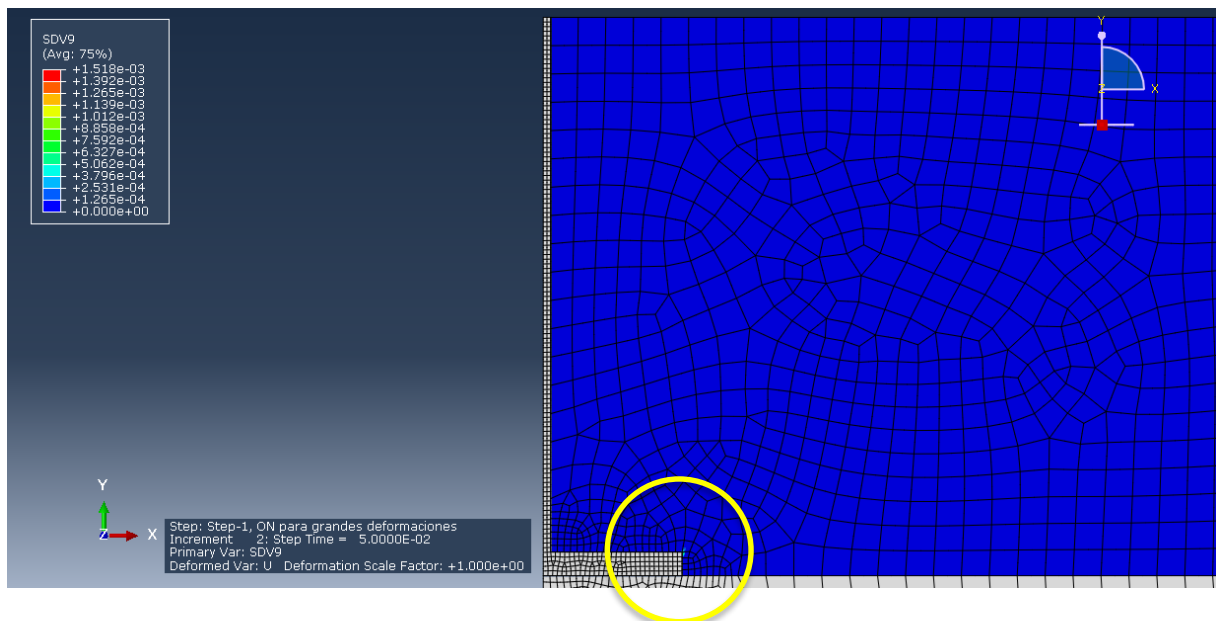 SDV9
(Avg: 75%)
+1.518e-03
+1.392e-03
+1.265e-03
+1.139e-03
+1.012e-03
+8.858e-04
+7.592e-04
+6.327e-04
+5.062e-04
+3.796e-04
+2.531e-04
+1.265e-04
+0.000e+00
Y
Z
X
Y
Z
X
Step: Step-1, ON para grandes deformaciones
Increment 2: Step Time = 5.0000E-02
Primary Var: SDV9
Deformed Var: U Deformation Scale Factor: +1.000e+00